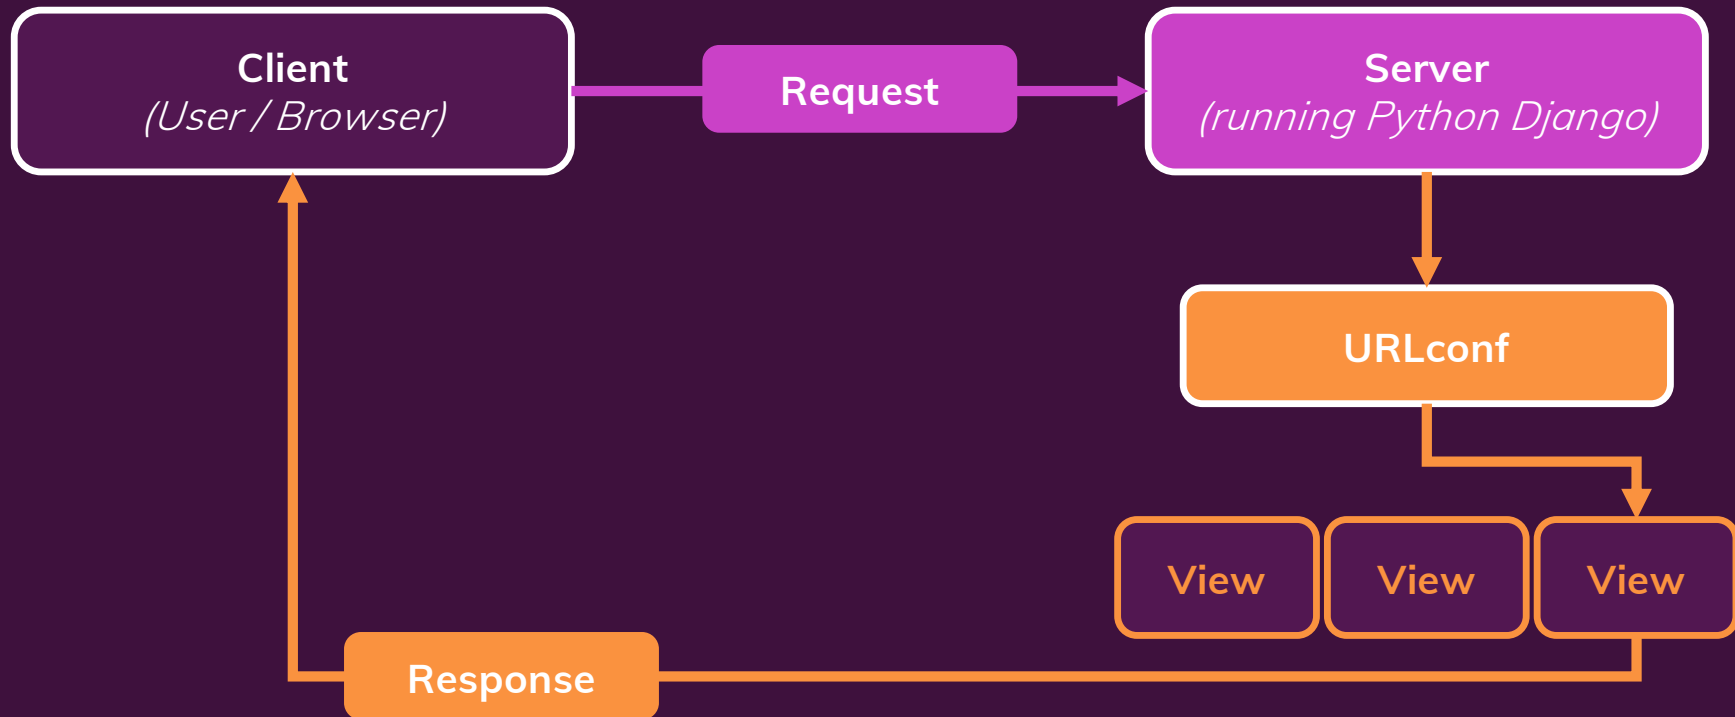 Client
(User / Browser)
Request
Server
(running Python Django)
URLconf
View
View
View
Response